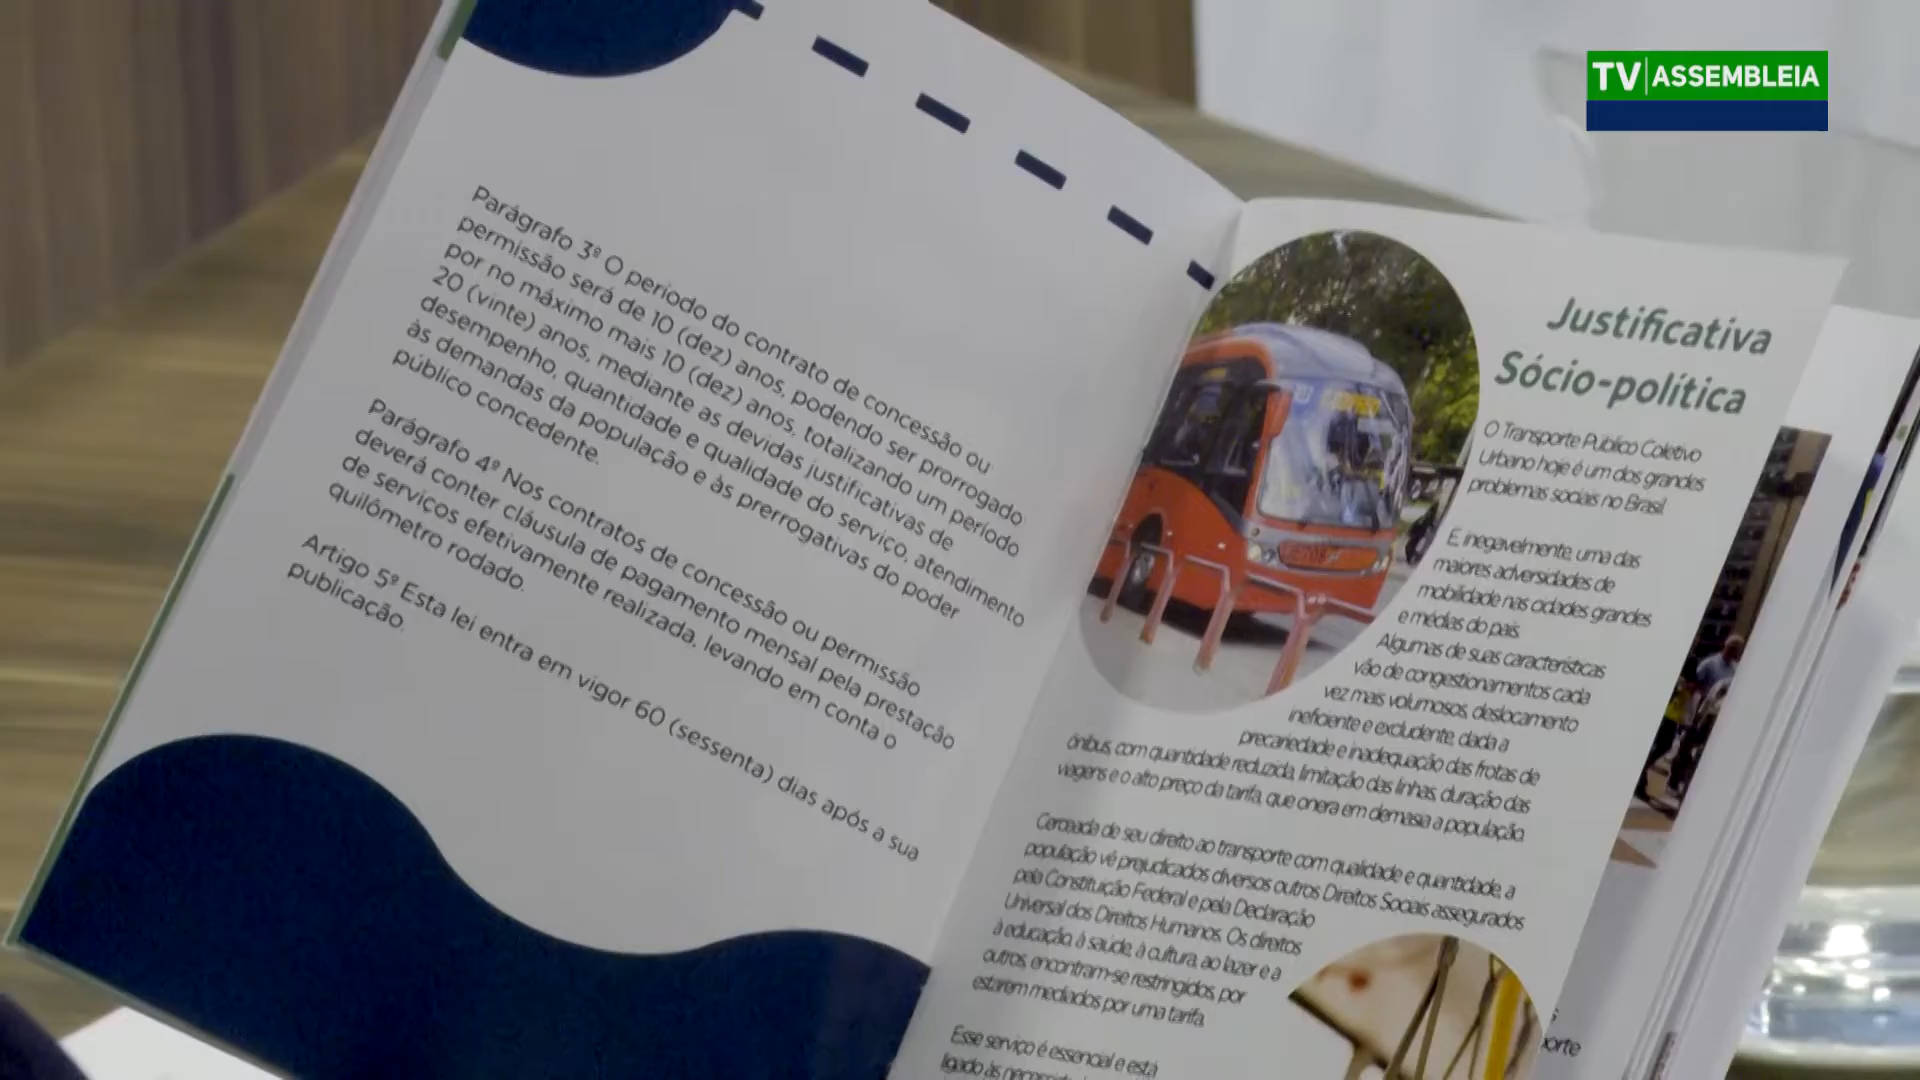 TV ASSEMBLEIA
Parágrafo 3º O período do contrato de concessão ou
permissão será de 10 (dez) anos, podendo ser prorrogado
por no máximo mais 10 (dez) anos, totalizando um período
20 (vinte) anos, mediante as devidas justificativas de
desempenho, quantidade e qualidade do serviço, atendimento
às demandas da população e às prerrogativas do poder
público concedente.
Parágrafo 4º Nos contratos de concessão ou permissão
deverá conter cláusula de pagamento mensal pela prestação
de serviços efetivamente realizada, levando em conta o
quilômetro rodado.
Artigo 5º Esta lei entra em vigor 60 (sessenta) dias após a sua
publicação.
Justificativa
Sócio-política
O Transporte Público Coletivo
Urbano hoje é um dos grandes
problemas sociais no Brasil.
E, inegavelmente, uma das
maiores adversidades de
mobilidade nas cidades grandes
e médias do país.
Algumas de suas características
vão de congestionamentos cada
vez mais volumosos, deslocamento
ineficiente e excludente, dada a
precariedade e inadequação das frotas de
ônibus, com quantidade reduzida, limitação das linhas, duração das
viagens e o alto preço da tarifa, que onera em demasia a população.
Cerceada de seu direito ao transporte com qualidade e quantidade, a
população vê prejudicados diversos outros Direitos Sociais assegurados
pela Constituição Federal e pela Declaração
Universal dos Direitos Humanos. Os direitos
à educação, à saúde, à cultura, ao lazer e a
outros, encontram-se restringidos, por
estarem mediados por uma tarifa.
Esse serviço é essencial e está
ligado às